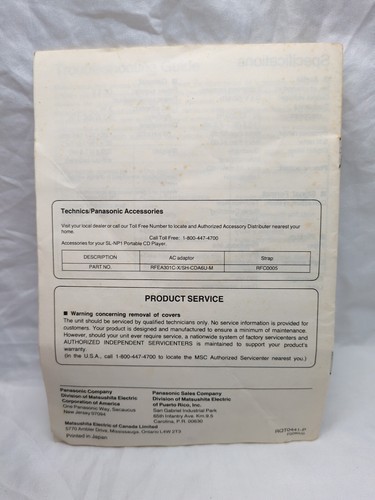 Specifications
Technics/Panasonic Accessories
Visit your local dealer or call our Toll Free Number to locate and Authorized Accessory Distributer nearest your
home.
Call Toll Free: 1-800-447-4700
Accessories for your SL-NP1 Portable CD Player.
DESCRIPTION AC adaptor Strap
PART NO. RFEA301C-X/SH-CDA6U-M RFC0005
PRODUCT SERVICE
■ Warning concerning removal of covers
The unit should be serviced by qualified technicians only. No service information is provided for
customers. Your product is designed and manufactured to ensure a minimum of maintenance.
However, should your unit ever require service, a nationwide system of factory servicenters and
AUTHORIZED INDEPENDENT SERVICENTERS is maintained to support your product's
warranty.
(In the U.S.A., call 1-800-447-4700 to locate the MSC Authorized Servicenter nearest you.)
Panasonic Company
Division of Matsushita Electric
Corporation of America
One Panasonic Way, Secaucus
New Jersey 07094
Panasonic Sales Company
Division of Matsushita Electric
of Puerto Rico, Inc.
San Gabriel Industrial Park
65th Infantry Ave. Km 9.5
Carolina, P.R. 00630
Matsushita Electric of Canada Limited
5770 Ambler Drive, Mississauga, Ontario L4W 2T3
Printed in Japan